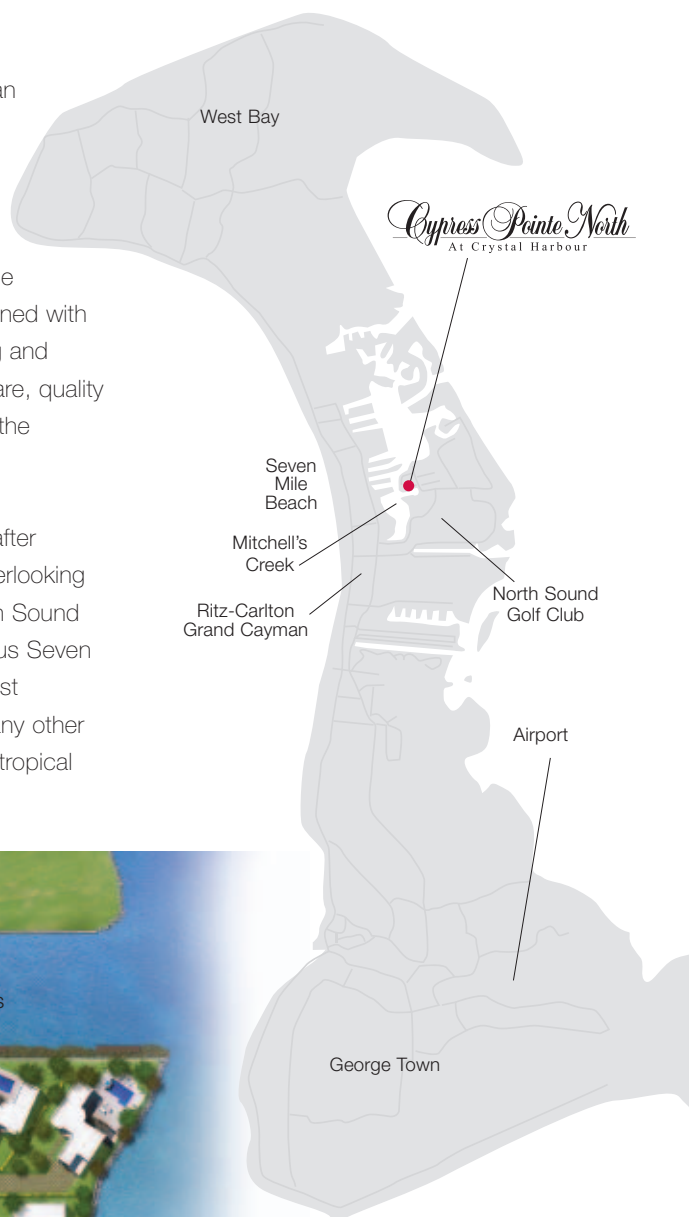 an
e
ned with
g and
are, quality
the
after
erlooking
h Sound
us Seven
st
any other
tropical
s
West Bay
Cypress Pointe North
At Crystal Harbour
Seven
Mile
Beach
Mitchell's
Creek
Ritz-Carlton
Grand Cayman
North Sound
Golf Club
Airport
George Town